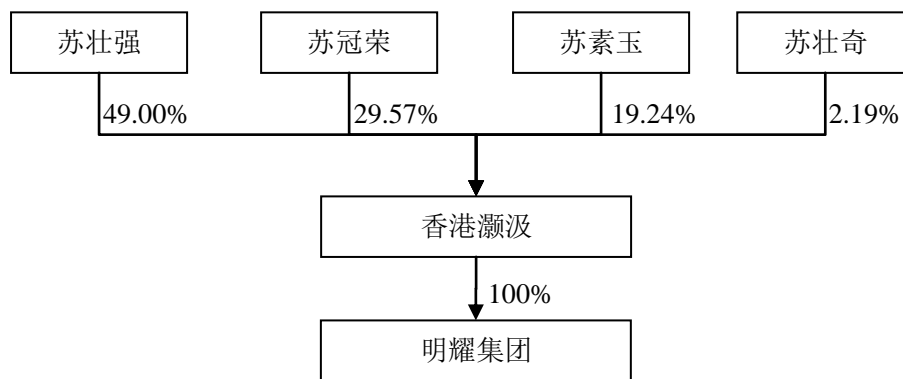 苏壮强 苏冠荣 苏素玉 苏壮奇
49.00% 29.57% 19.24% 2.19%
香港灏汲
100%
明耀集团